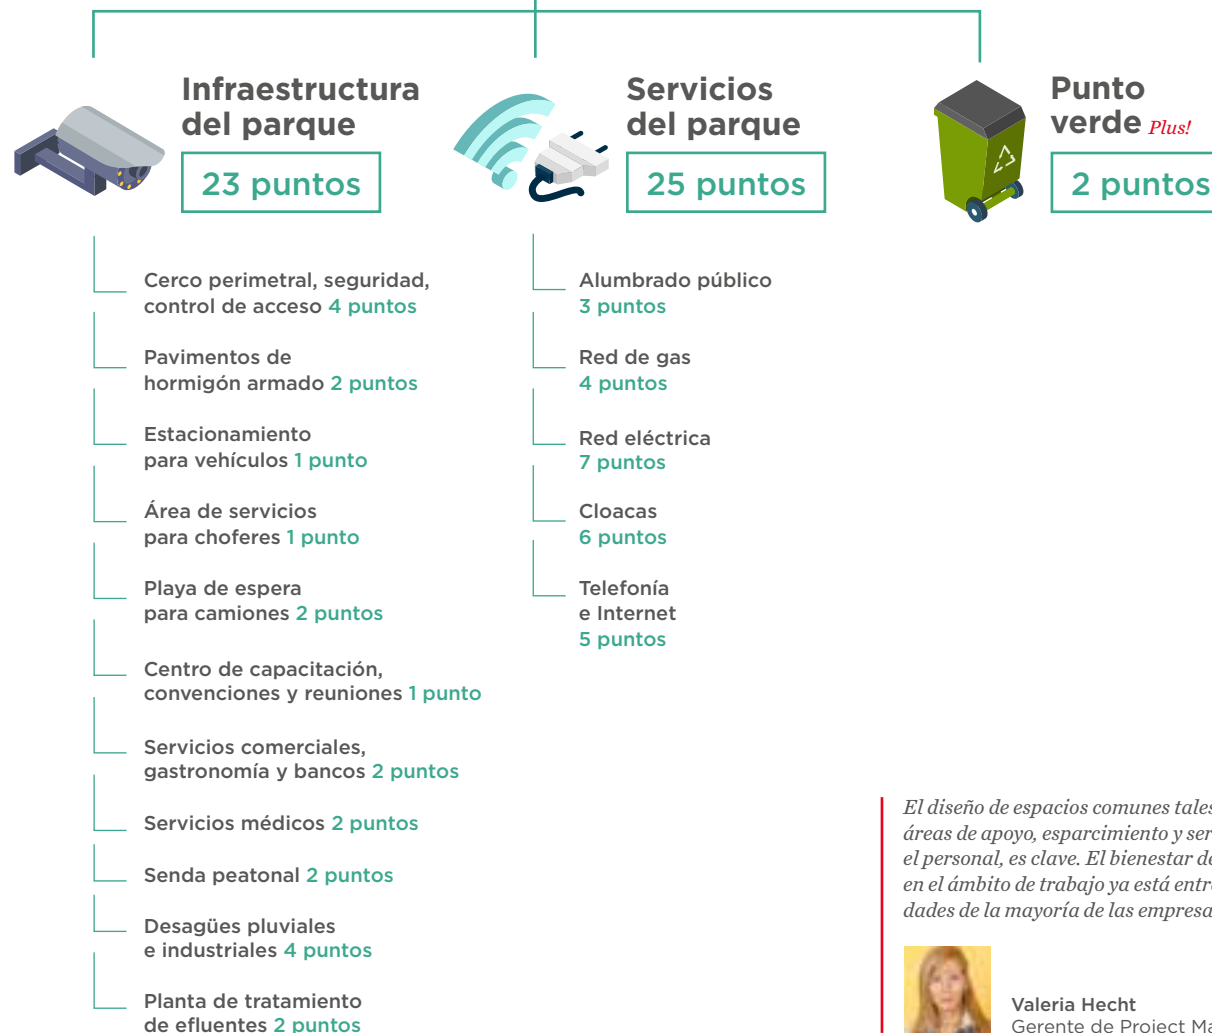 Infraestructura
del parque
23 puntos
Cerco perimetral, seguridad,
control de acceso 4 puntos
Pavimentos de
hormigón armado 2 puntos
Estacionamiento
para vehículos 1 punto
Área de servicios
para choferes 1 punto
Playa de espera
para camiones 2 puntos
Centro de capacitación,
convenciones y reuniones 1 punto
Servicios comerciales,
gastronomía y bancos 2 puntos
Servicios médicos 2 puntos
Senda peatonal 2 puntos
Desagües pluviales
e industriales 4 puntos
Planta de tratamiento
de efluentes 2 puntos
Servicios
del parque
25 puntos
Alumbrado público
3 puntos
Red de gas
4 puntos
Red eléctrica
7 puntos
Cloacas
6 puntos
Telefonía
e Internet
5 puntos
Punto
verde Plus!
2 puntos
El diseño de espacios comunes tales
áreas de apoyo, esparcimiento y ser
el personal, es clave. El bienestar de
en el ámbito de trabajo ya está entr
dades de la mayoría de las empresa
Valeria Hecht
Gerente de Project Ma